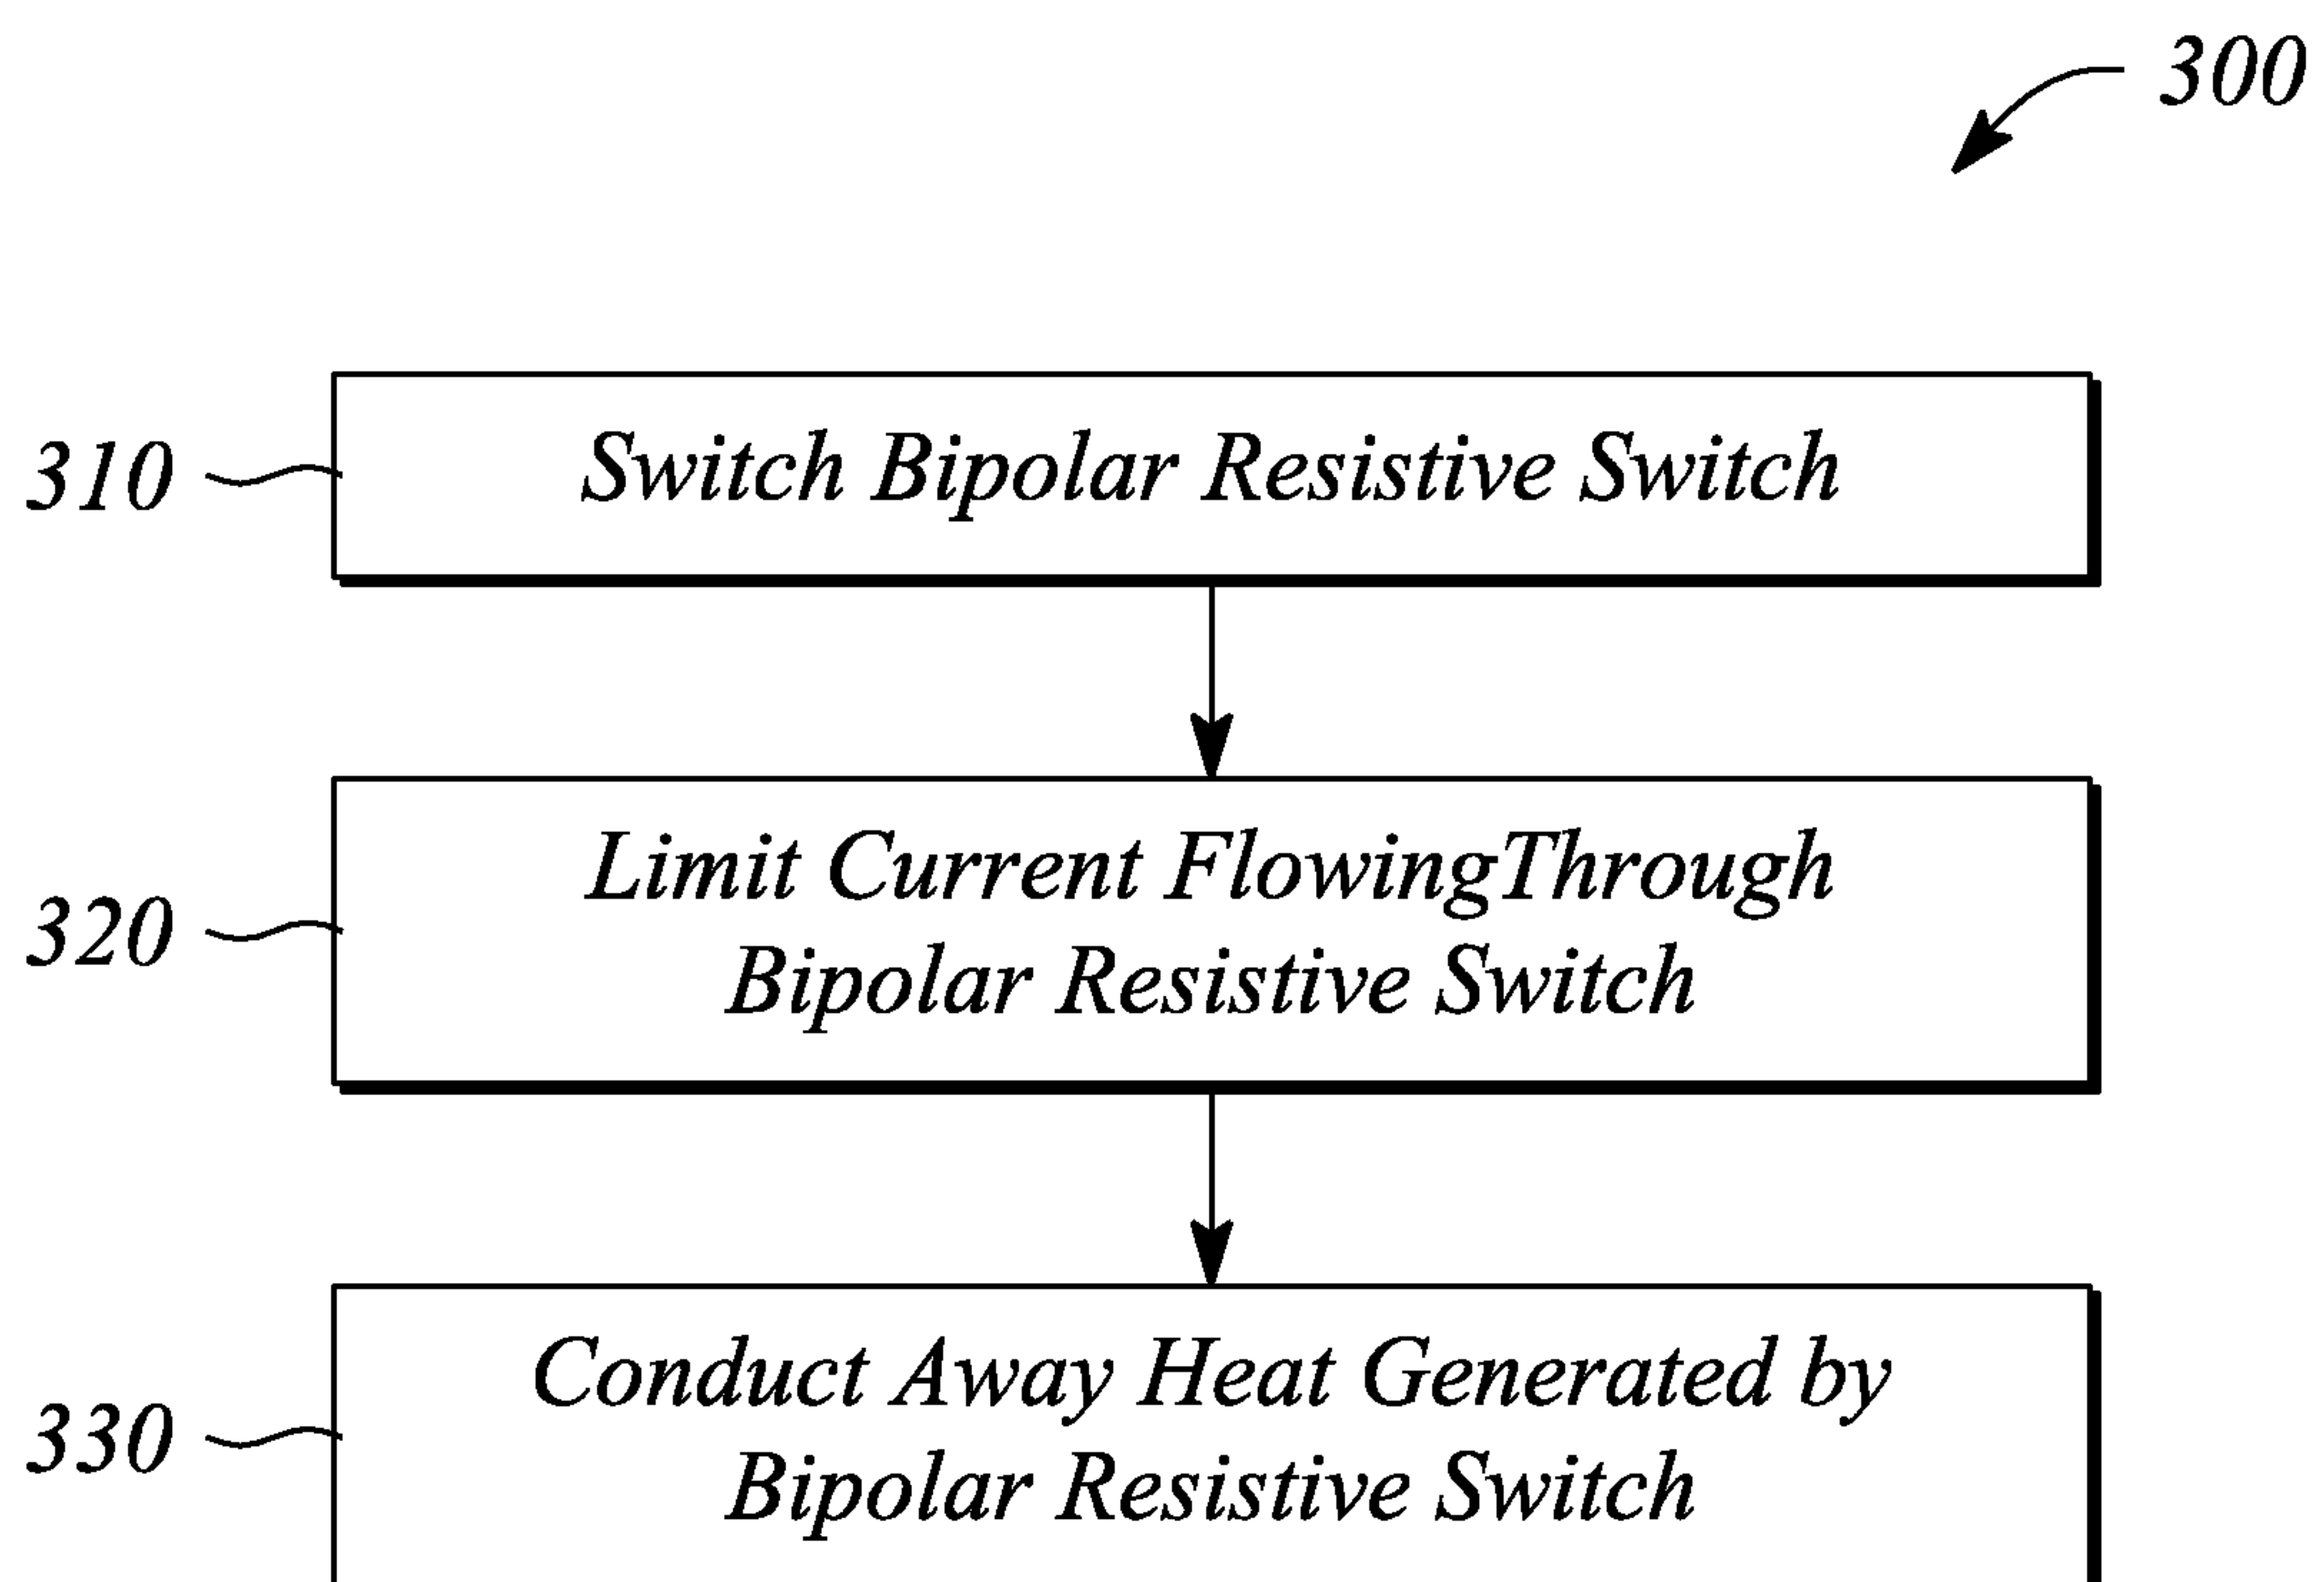 300
310
Switch Bipolar Resistive Switch
320
Limit Current FlowingThrough
Bipolar Resistive Switch
330
Conduct Away Heat Generated by
Bipolar Resistive Switch